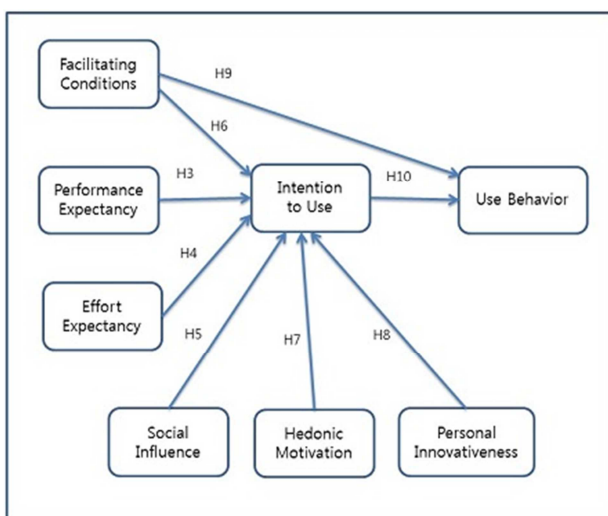 Facilitating
Conditions
H9
H6
Performance
Expectancy
H3
Intention
to Use
H10
Use Behavior
H4
Effort
Expectancy
H5
H7
H8
Social
Influence
Hedonic
Motivation
Personal
Innovativeness